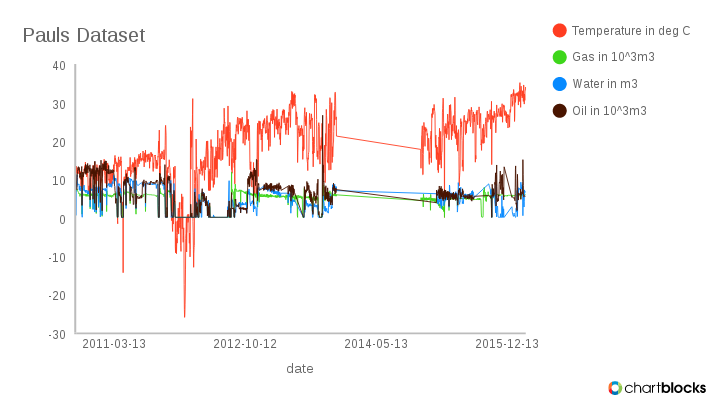 Pauls Dataset
Temperature in deg C
Gas in 10^3m3
Water in m3
Oil in 10^3m3
40
30
20
10
0
-10
-20
-30
2011-03-13 2012-10-12 2014-05-13 2015-12-13
date
chartblocks